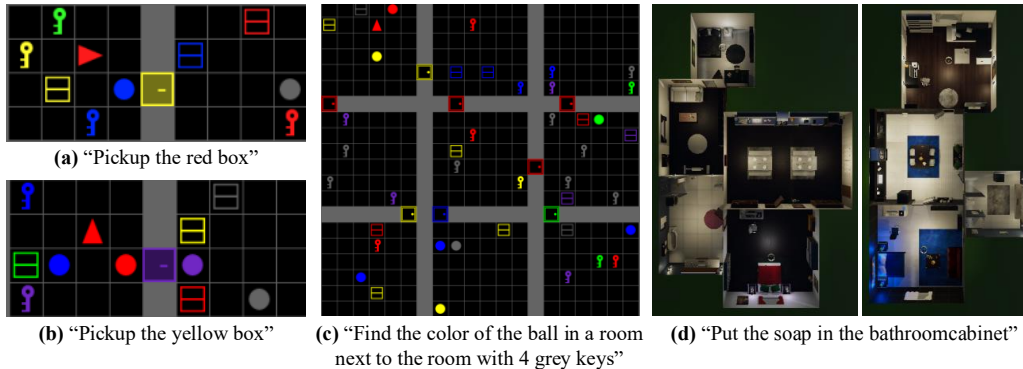 (a) “Pickup the red box”
(b) “Pickup the yellow box”
(c) “Find the color of the ball in a room
next to the room with 4 grey keys”
(d) “Put the soap in the bathroomcabinet”